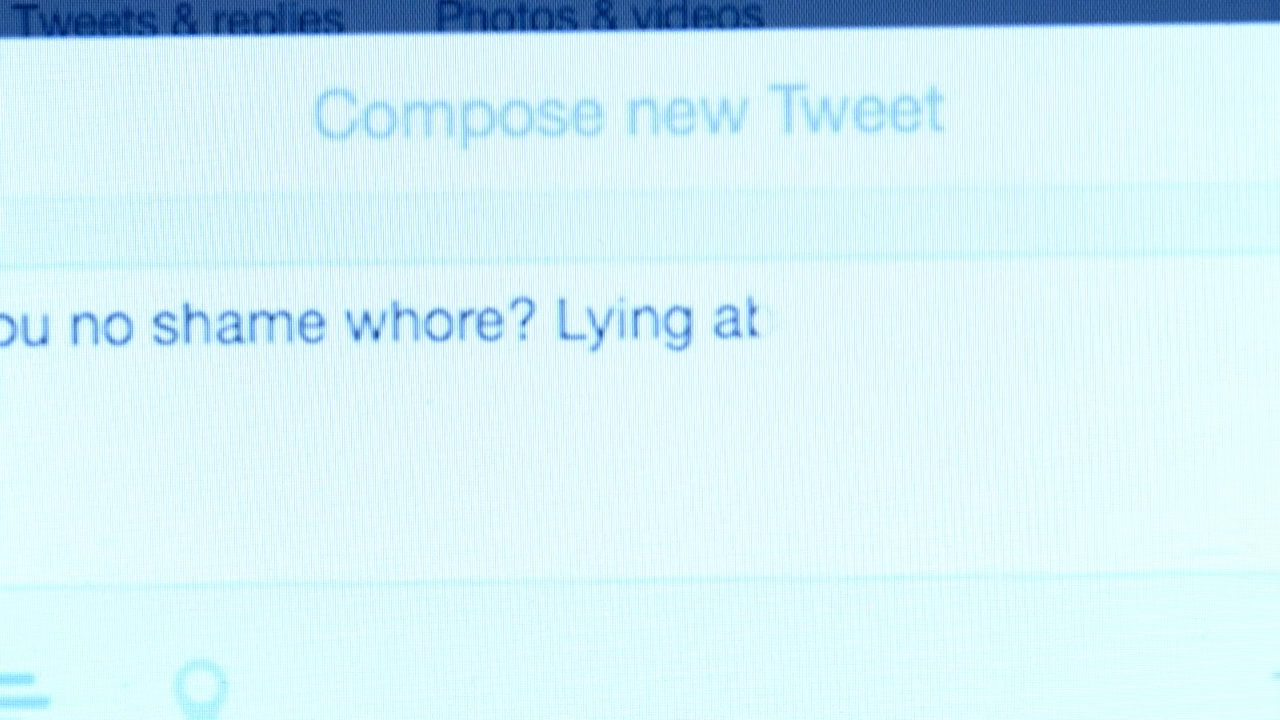 Tweets & replies Photos & videos
Compose new Tweet
ou no shame whore? Lying at